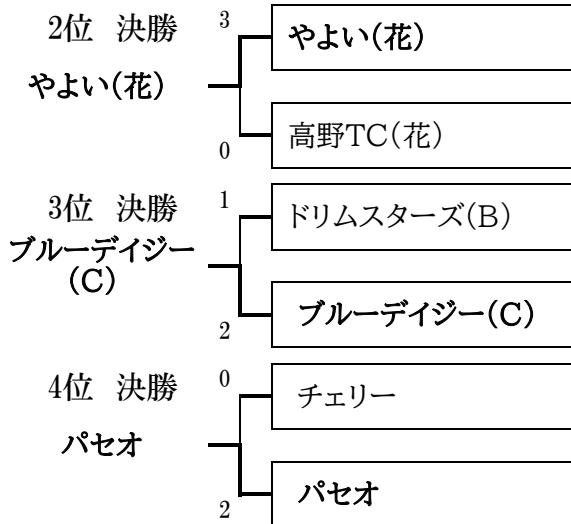 2位 決勝
3
やよい(花)
やよい(花)
高野TC(花)
0
3位 決勝
1
ドリムスターズ(B)
ブルーデイジー
(C)
ブルーデイジー(C)
2
4位 決勝
0
チェリー
パセオ
パセオ
2